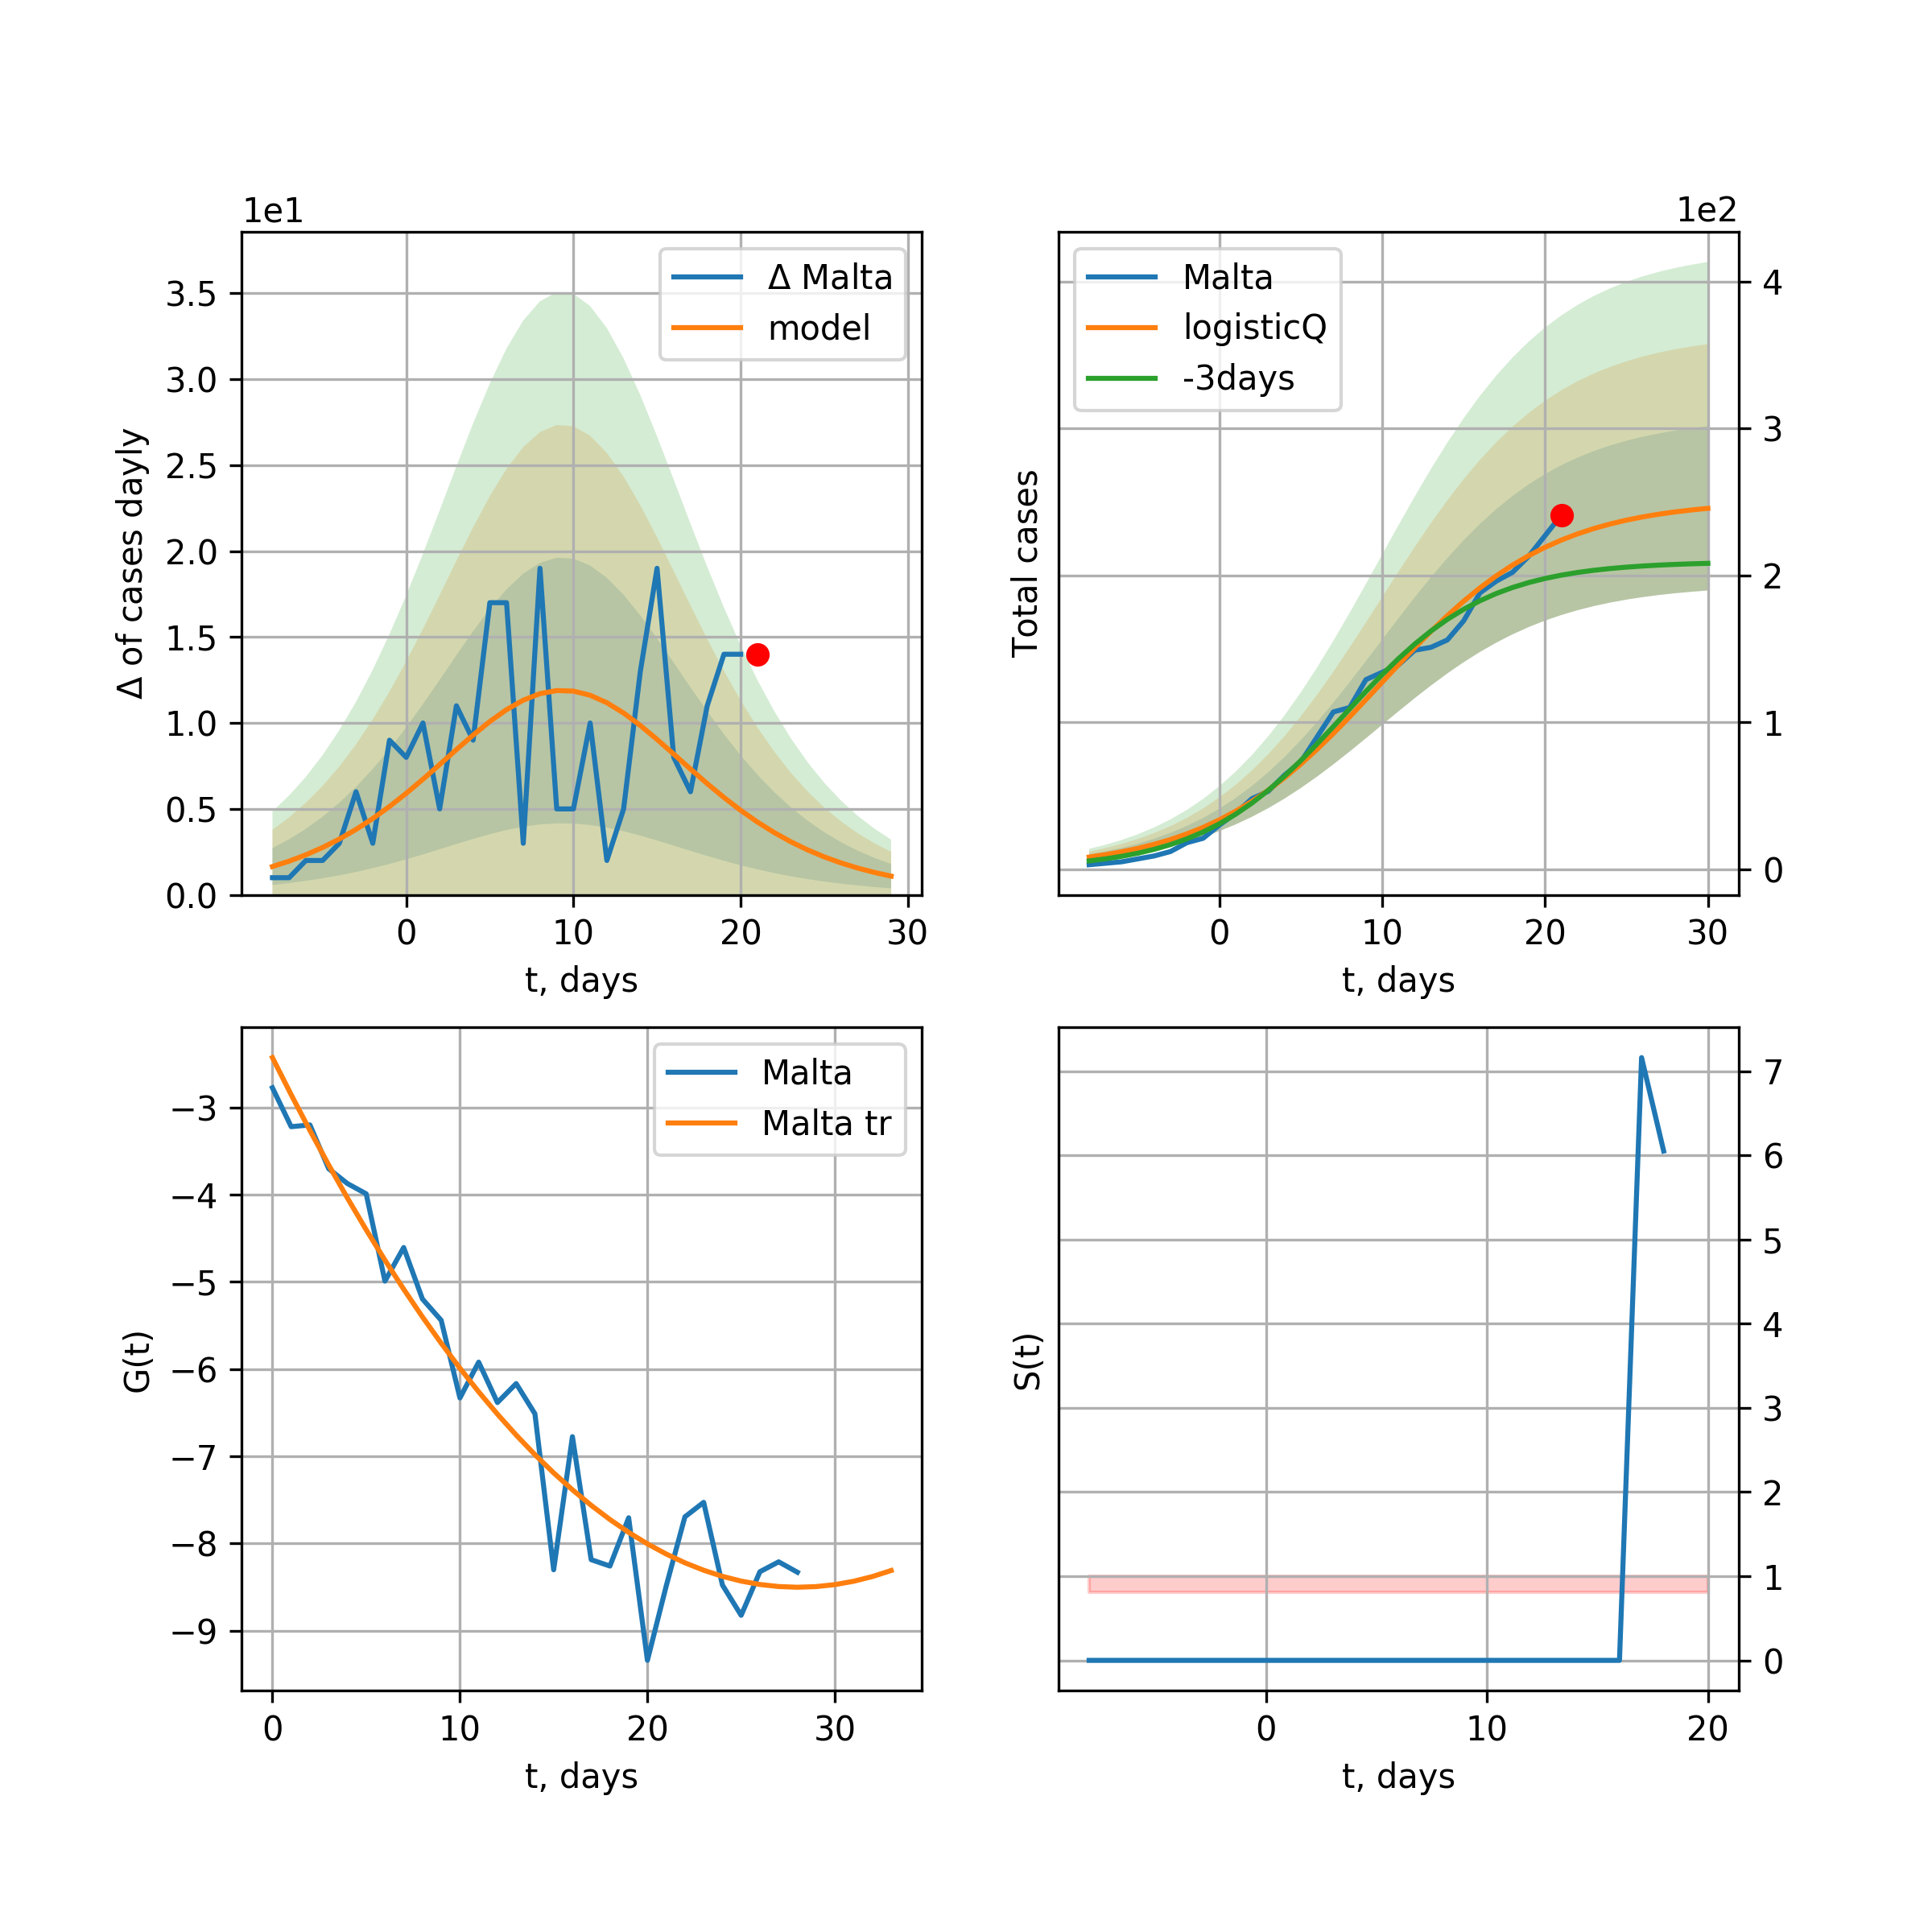 1e1
Δ of cases dayly
3.5
3.0
2.5
2.0
1.5
1.0
0.5
0.0
Δ Malta
model
0
10
20
30
t, days
1e2
Total cases
Malta
logisticQ
-3days
4
3
2
1
0
0
10
20
30
t, days
G(t)
−3
−4
−5
−6
−7
−8
−9
Malta
Malta tr
0
10
20
30
t, days
S(t)
7
6
5
4
3
2
1
0
0
10
20
t, days